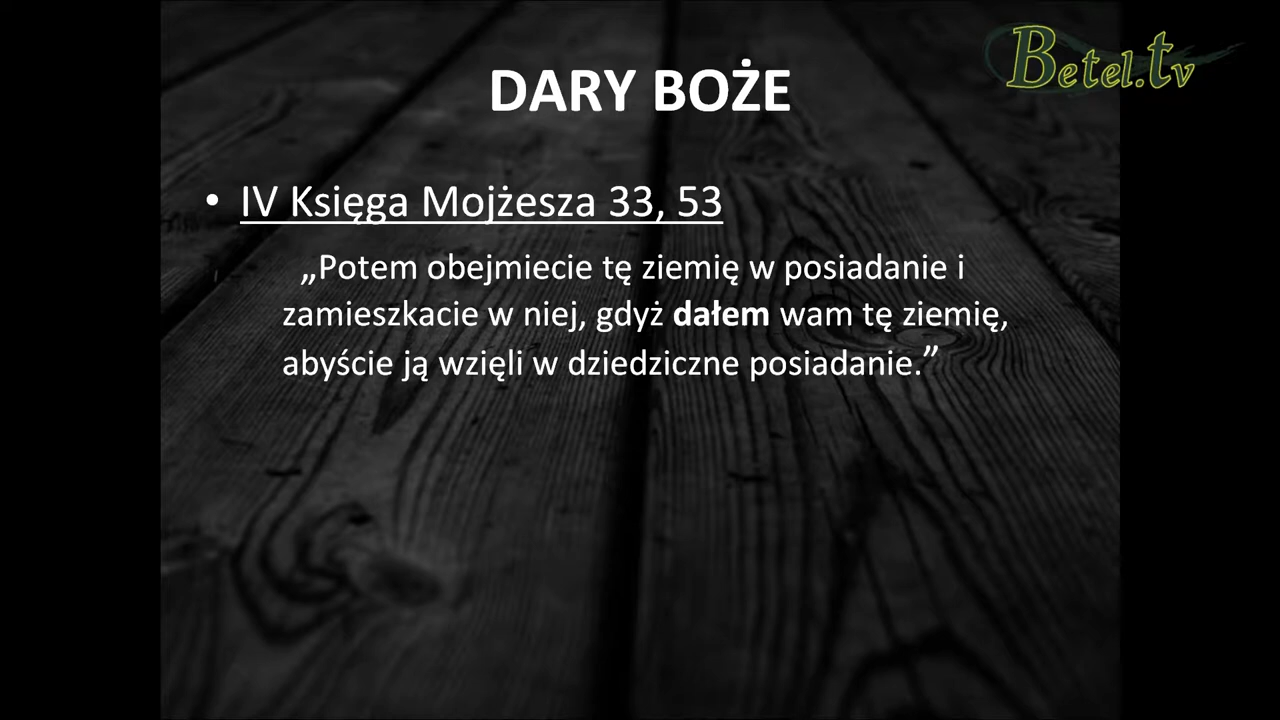 Betel.tv
DARY BOŻE
• IV Księga Mojżesza 33, 53
„Potem obejmiecie tę ziemię w posiadanie i
zamieszkacie w niej, gdyż dałem wam tę ziemię,
abyście ją wzięli w dziedziczne posiadanie.”